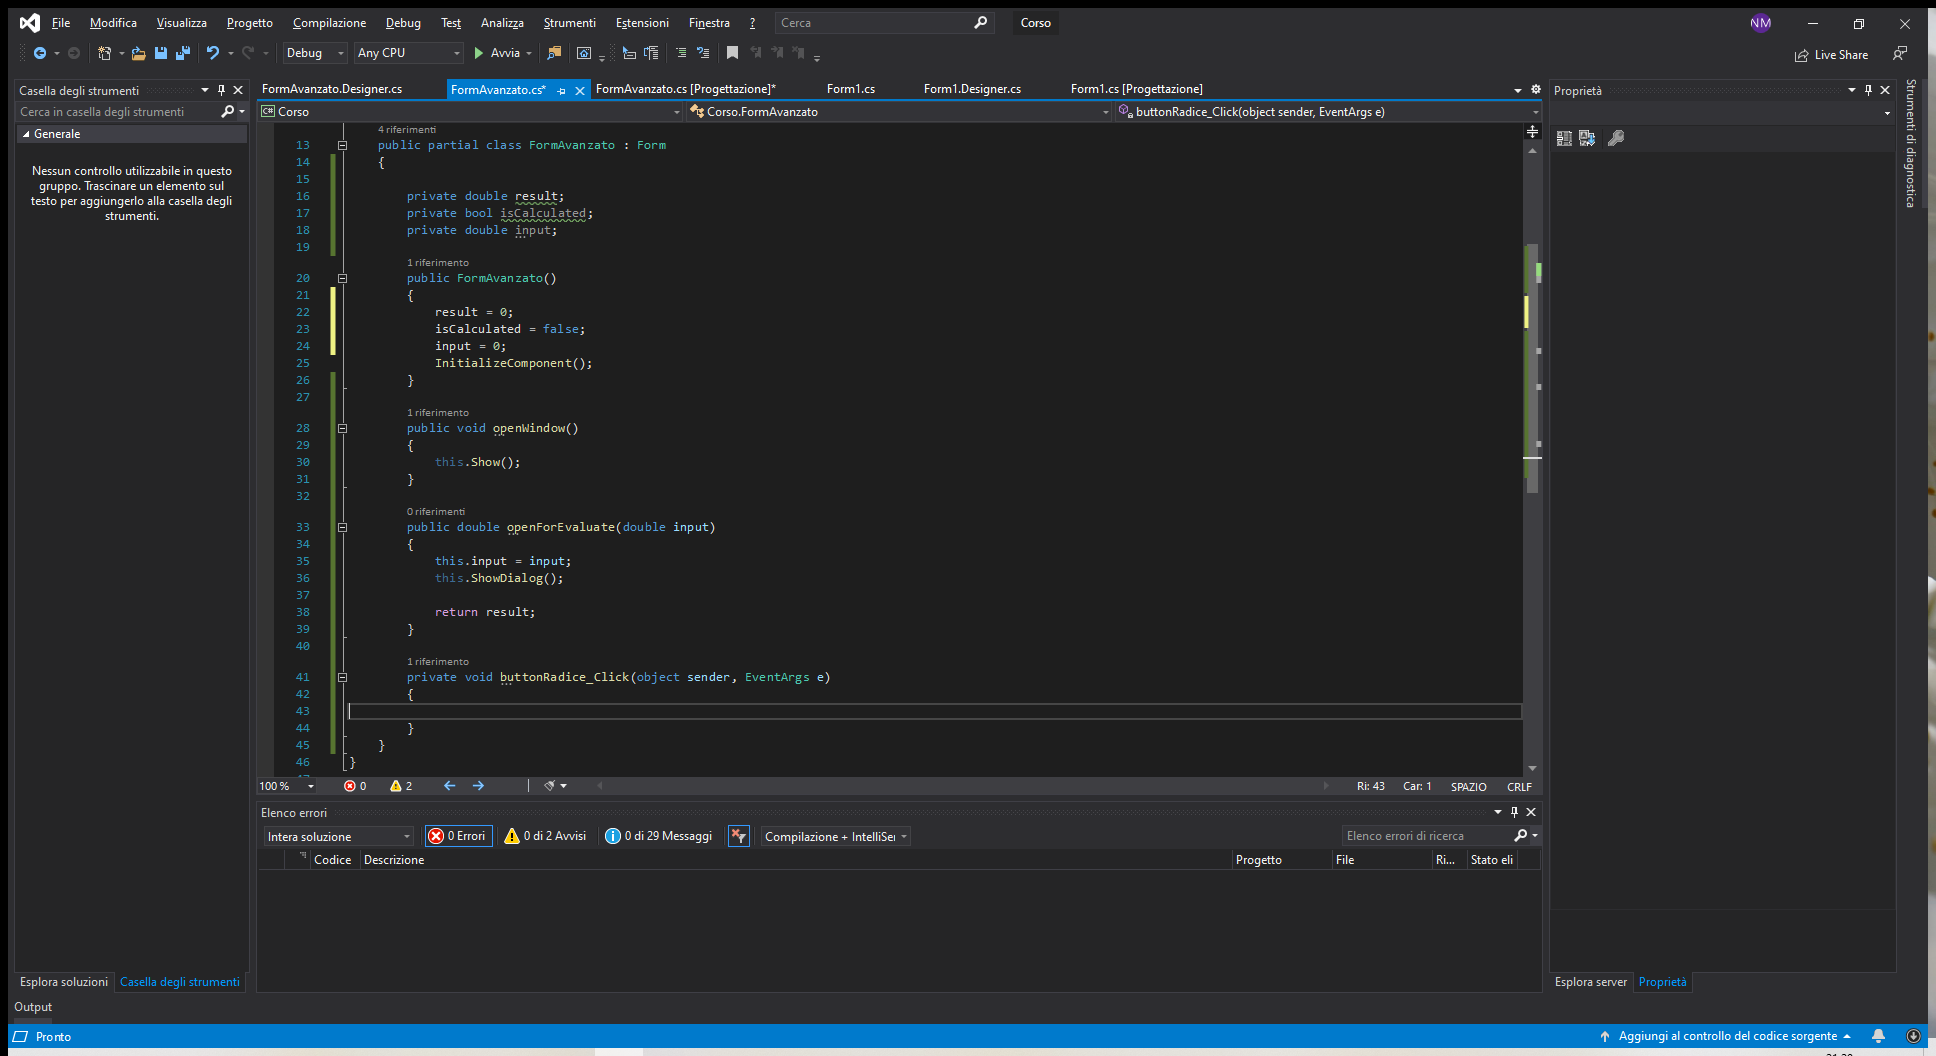 File Modifica Visualizza Progetto Compilazione Debug Test Analizza Strumenti Estensioni Finestra ? Cerca Corso NM
Debug Any CPU Avvia Live Share
Casella degli strumenti
Cerca in casella degli strumenti
Generale
Nessun controllo utilizzabile in questo
gruppo. Trascinare un elemento sul
testo per aggiungerlo alla casella degli
strumenti.
FormAvanzato.Designer.cs FormAvanzato.cs* FormAvanzato.cs [Progettazione]* Form1.cs Form1.Designer.cs Form1.cs [Progettazione]
C# Corso Corso.FormAvanzato buttonRadice_Click(object sender, EventArgs e)
4 riferimenti
13 public partial class FormAvanzato : Form
14 {
15
16 private double result;
17 private bool isCalculated;
18 private double input;
19
1 riferimento
20 public FormAvanzato()
21 {
22 result = 0;
23 isCalculated = false;
24 input = 0;
25 InitializeComponent();
26 }
27
1 riferimento
28 public void openWindow()
29 {
30 this.Show();
31 }
32
0 riferimenti
33 public double openForEvaluate(double input)
34 {
35 this.input = input;
36 this.ShowDialog();
37
38 return result;
39 }
40
1 riferimento
41 private void buttonRadice_Click(object sender, EventArgs e)
42 {
43
44 }
45 }
46 }
100 % 0 2 Ri: 43 Car: 1 SPAZIO CRLF
Elenco errori
Intera soluzione 0 Errori 0 di 2 Avvisi 0 di 29 Messaggi Compilazione + IntelliSe Elenco errori di ricerca
Codice Descrizione Progetto File Ri... Stato eli
Proprietà
Strumenti di diagnostica
Esplora soluzioni Casella degli strumenti
Esplora server Proprietà
Output
Pronto Aggiungi al controllo del codice sorgente